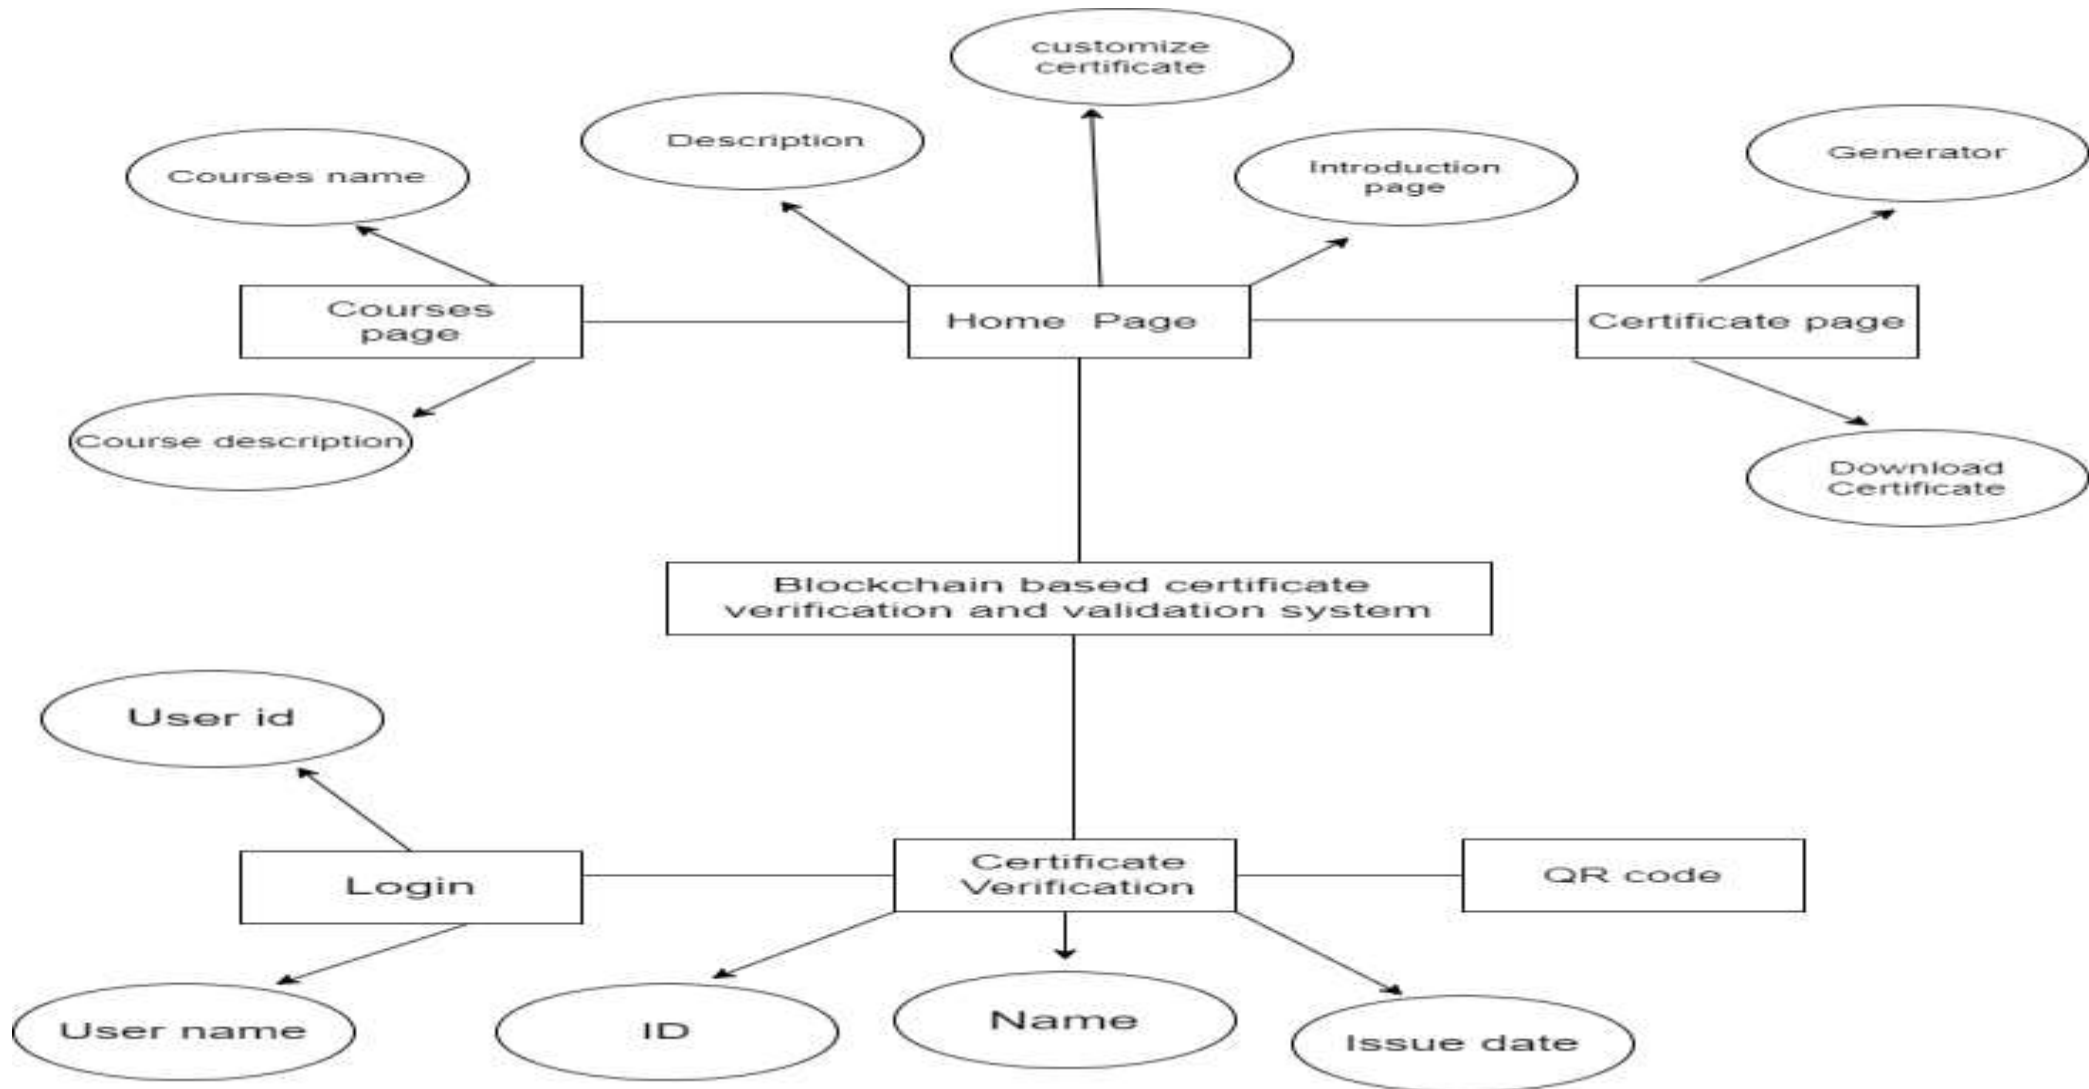 customize
certificate
Description
Generator
Introduction
page
Courses name
Courses
page
Home Page
Certificate page
Course description
Download
Certificate
Blockchain based certificate
verification and validation system
User id
Login
Certificate
Verification
QR code
User name
ID
Name
Issue date